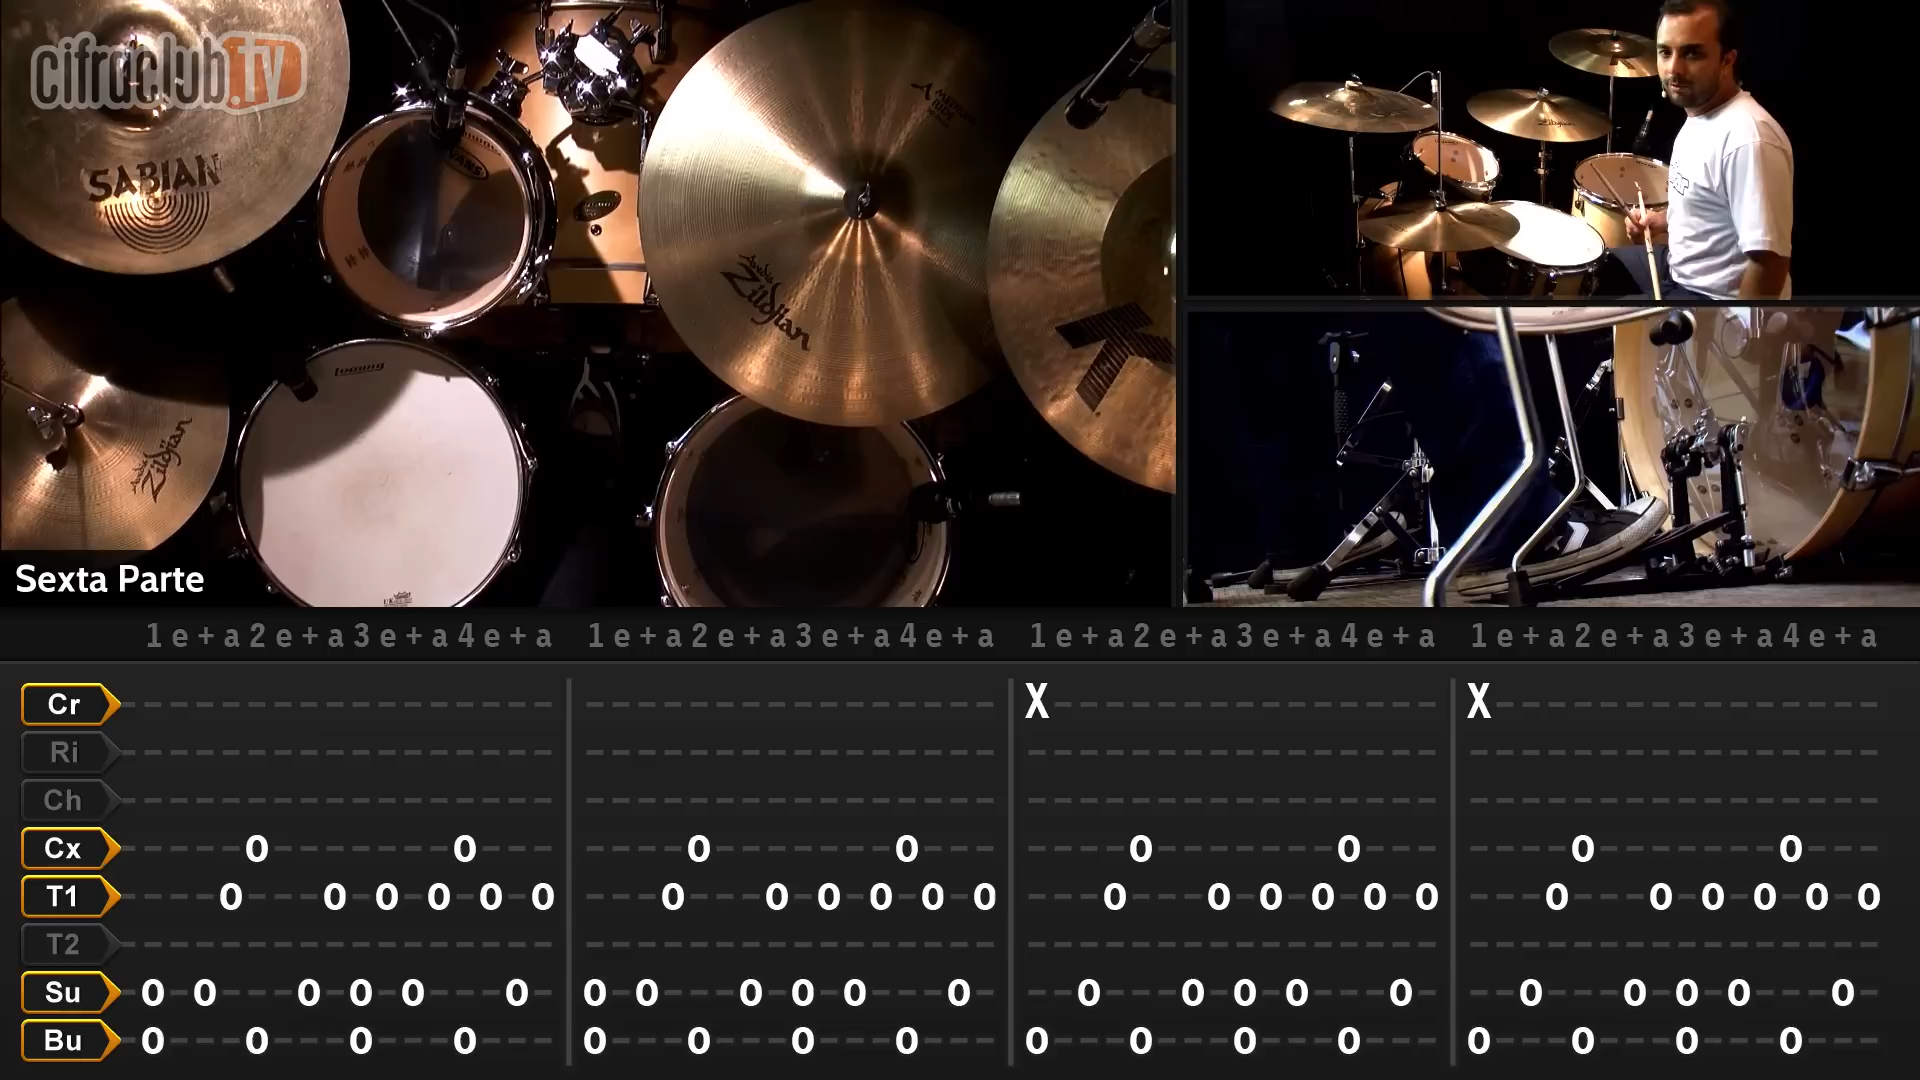 cifraclub.tv
SABIAN
EVANS
A
Avedis
Zildjian
K
Ludwig
Avedis
Zildjian
Zildjian
Sexta Parte
1 e + a 2 e + a 3 e + a 4 e + a 1 e + a 2 e + a 3 e + a 4 e + a 1 e + a 2 e + a 3 e + a 4 e + a 1 e + a 2 e + a 3 e + a 4 e + a
Cr ----------------|----------------|X---------------|X---------------
Ri ----------------|----------------|----------------|----------------
Ch ----------------|----------------|----------------|----------------
Cx ----0-------0---|----0-------0---|----0-------0---|----0-------0---
T1 ---0---0-0-0-0-0|---0---0-0-0-0-0|---0---0-0-0-0-0|---0---0-0-0-0-0
T2 ----------------|----------------|----------------|----------------
Su 0-0---0-0-0---0-|0-0---0-0-0---0-|--0---0-0-0---0-|--0---0-0-0---0-
Bu 0---0---0---0---|0---0---0---0---|0---0---0---0---|0---0---0---0---